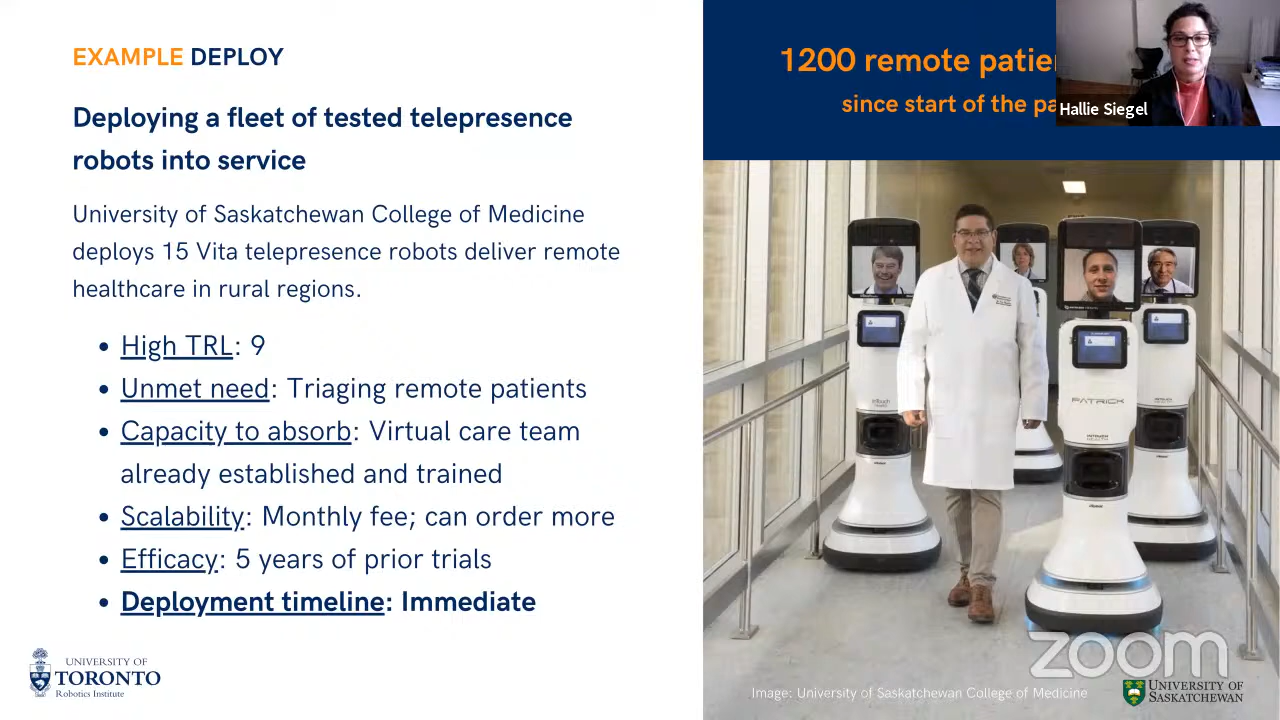 EXAMPLE DEPLOY
Deploying a fleet of tested telepresence
robots into service
University of Saskatchewan College of Medicine
deploys 15 Vita telepresence robots deliver remote
healthcare in rural regions.
• High TRL: 9
• Unmet need: Triaging remote patients
• Capacity to absorb: Virtual care team
already established and trained
• Scalability: Monthly fee; can order more
• Efficacy: 5 years of prior trials
• Deployment timeline: Immediate
UNIVERSITY OF
TORONTO
Robotics Institute
1200 remote
since start of the
Hallie Siegel
PATRICK
zoom
Image: University of Saskatchewan College of Medicine
UNIVERSITY OF
SASKATCHEWAN